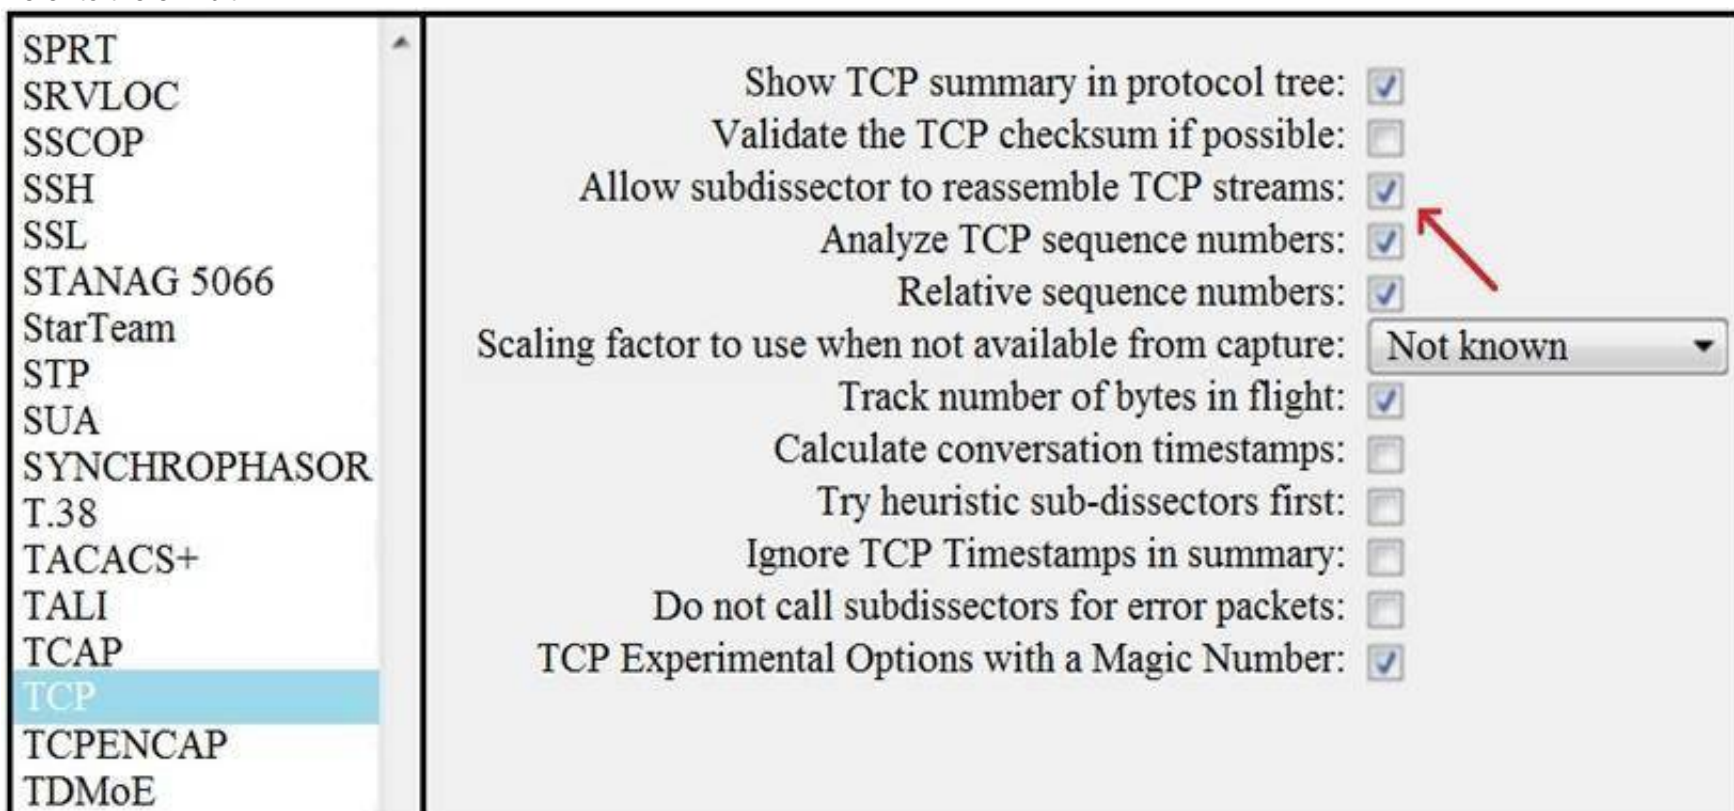 SPRT
SRVLOC
SSCOP
SSH
SSL
STANAG 5066
StarTeam
STP
SUA
SYNCHROPHASOR
T.38
TACACS+
TALI
TCAP
TCP
TCPENCAP
TDMoE
Show TCP summary in protocol tree:
Validate the TCP checksum if possible:
Allow subdissector to reassemble TCP streams:
Analyze TCP sequence numbers:
Relative sequence numbers:
Scaling factor to use when not available from capture: Not known
Track number of bytes in flight:
Calculate conversation timestamps:
Try heuristic sub-dissectors first:
Ignore TCP Timestamps in summary:
Do not call subdissectors for error packets:
TCP Experimental Options with a Magic Number: